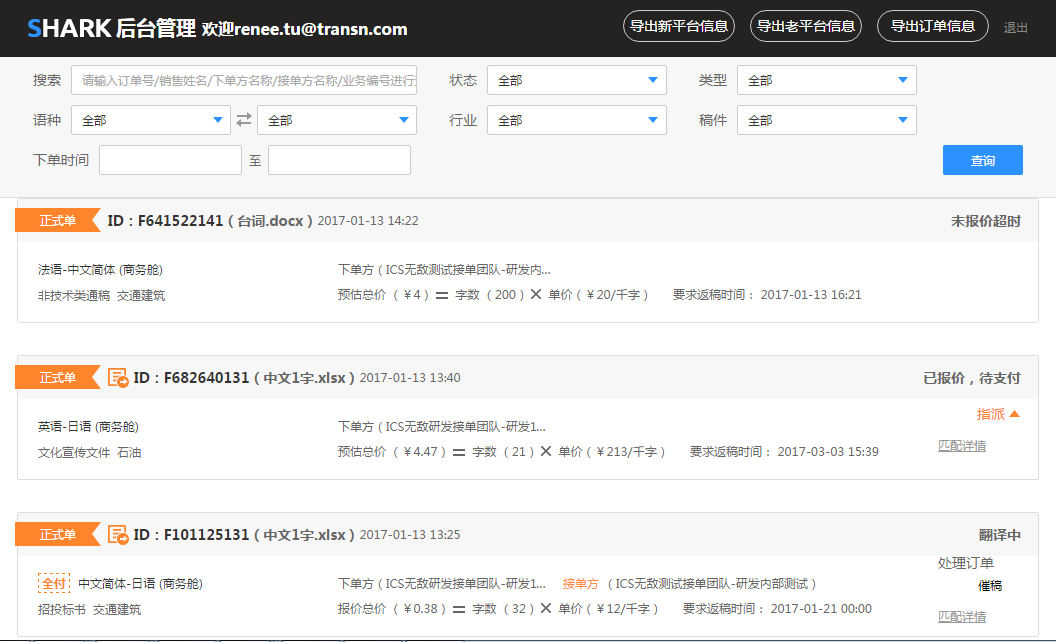 SHARK 后台管理 欢迎renee.tu@transn.com 导出新平台信息 导出老平台信息 导出订单信息 退出
搜索 请输入订单号/销售姓名/下单方名称/接单方名称/业务编号进行 状态 全部 类型 全部
语种 全部 全部 行业 全部 稿件 全部
下单时间 至 查询
正式单 ID：F641522141（台词.docx）2017-01-13 14:22 未报价超时
法语-中文简体 (商务舱) 下单方（ICS无敌测试接单团队-研发内...
非技术类通稿 交通建筑 预估总价（￥4）= 字数（200）× 单价（￥20/千字） 要求返稿时间： 2017-01-13 16:21
正式单 ID：F682640131（中文1字.xlsx）2017-01-13 13:40 已报价，待支付
指派
英语-日语 (商务舱) 下单方（ICS无敌研发接单团队-研发1...
匹配详情
文化宣传文件 石油 预估总价（￥4.47）= 字数（21）× 单价（￥213/千字） 要求返稿时间： 2017-03-03 15:39
正式单 ID：F101125131（中文1字.xlsx）2017-01-13 13:25 翻译中
处理订单
全付 中文简体-日语 (商务舱) 下单方（ICS无敌研发接单团队-研发1... 接单方（ICS无敌测试接单团队-研发内部测试） 催稿
招投标书 交通建筑 报价总价（￥0.38）= 字数（32）× 单价（￥12/千字） 要求返稿时间： 2017-01-21 00:00
匹配详情